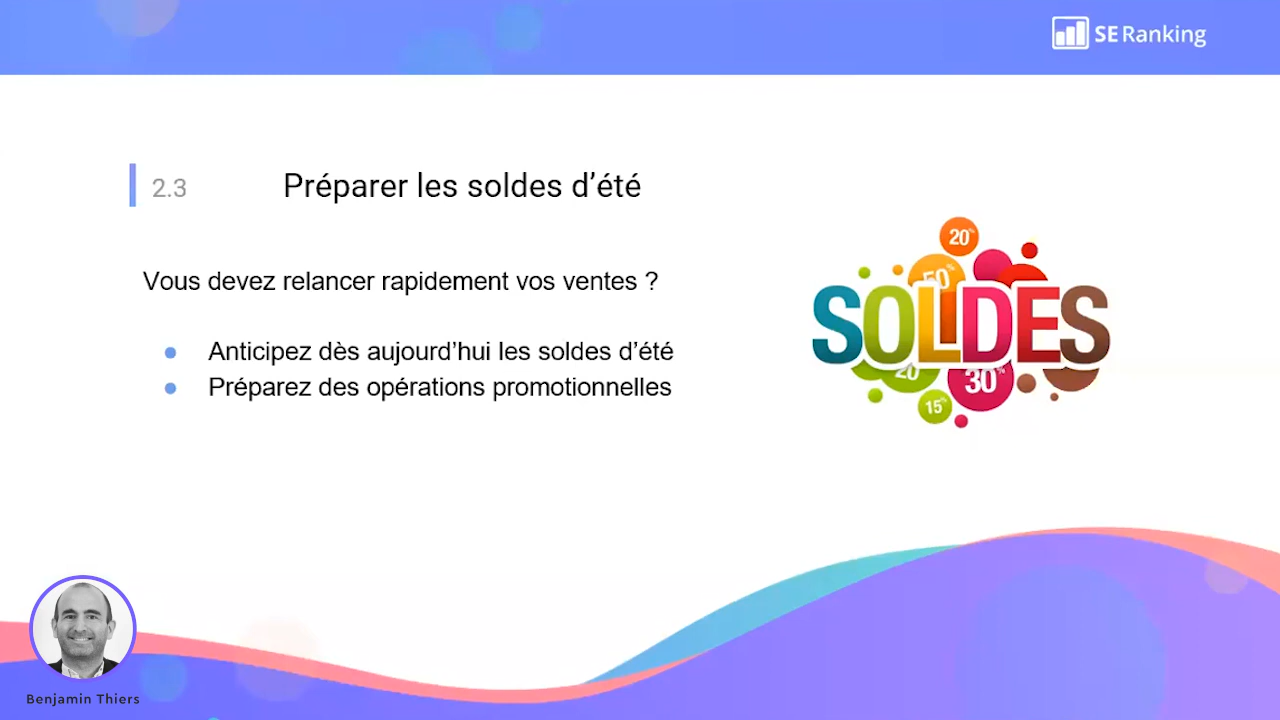 SE Ranking
2.3
Préparer les soldes d’été
Vous devez relancer rapidement vos ventes ?
Anticipez dès aujourd’hui les soldes d’été
Préparez des opérations promotionnelles
20%
50%
SOLDES
20%
30%
15%
Benjamin Thiers